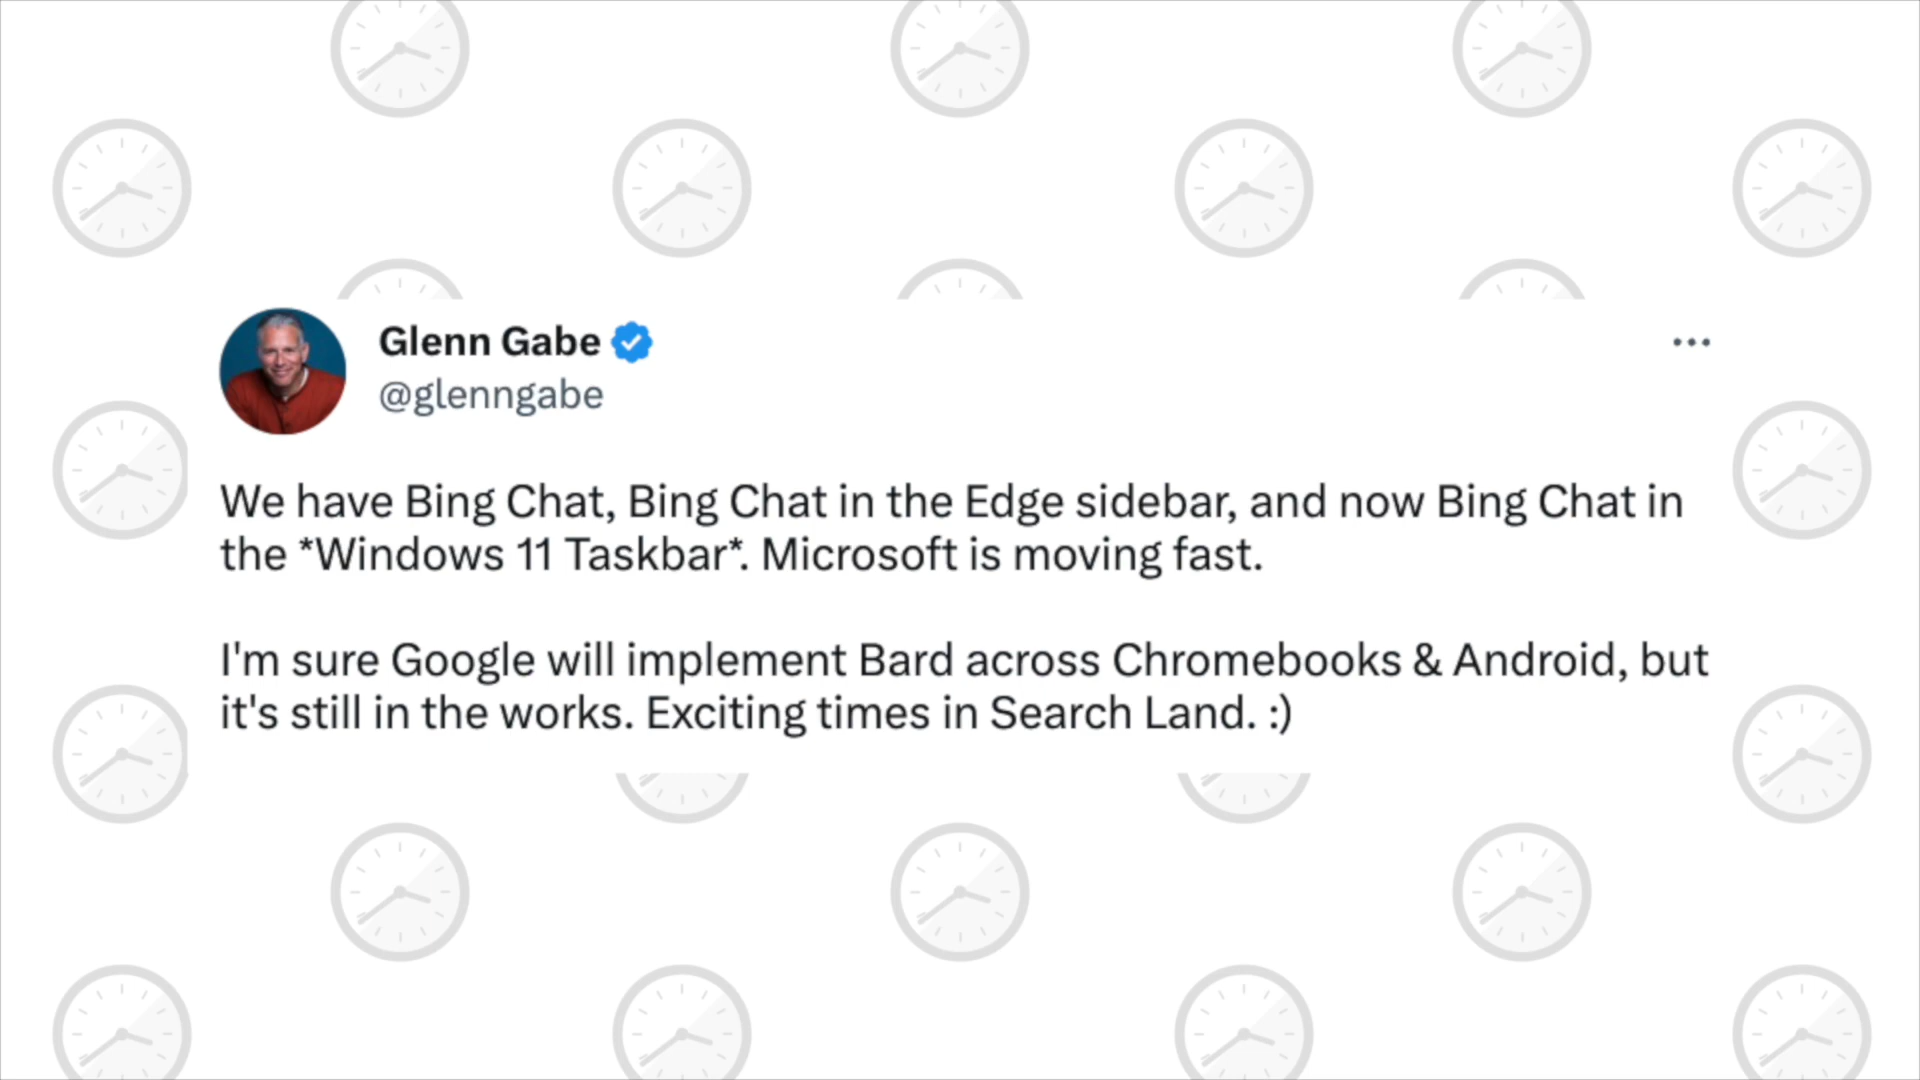 Glenn Gabe
@glenngabe
We have Bing Chat, Bing Chat in the Edge sidebar, and now Bing Chat in
the *Windows 11 Taskbar*. Microsoft is moving fast.
I'm sure Google will implement Bard across Chromebooks & Android, but
it's still in the works. Exciting times in Search Land. :)